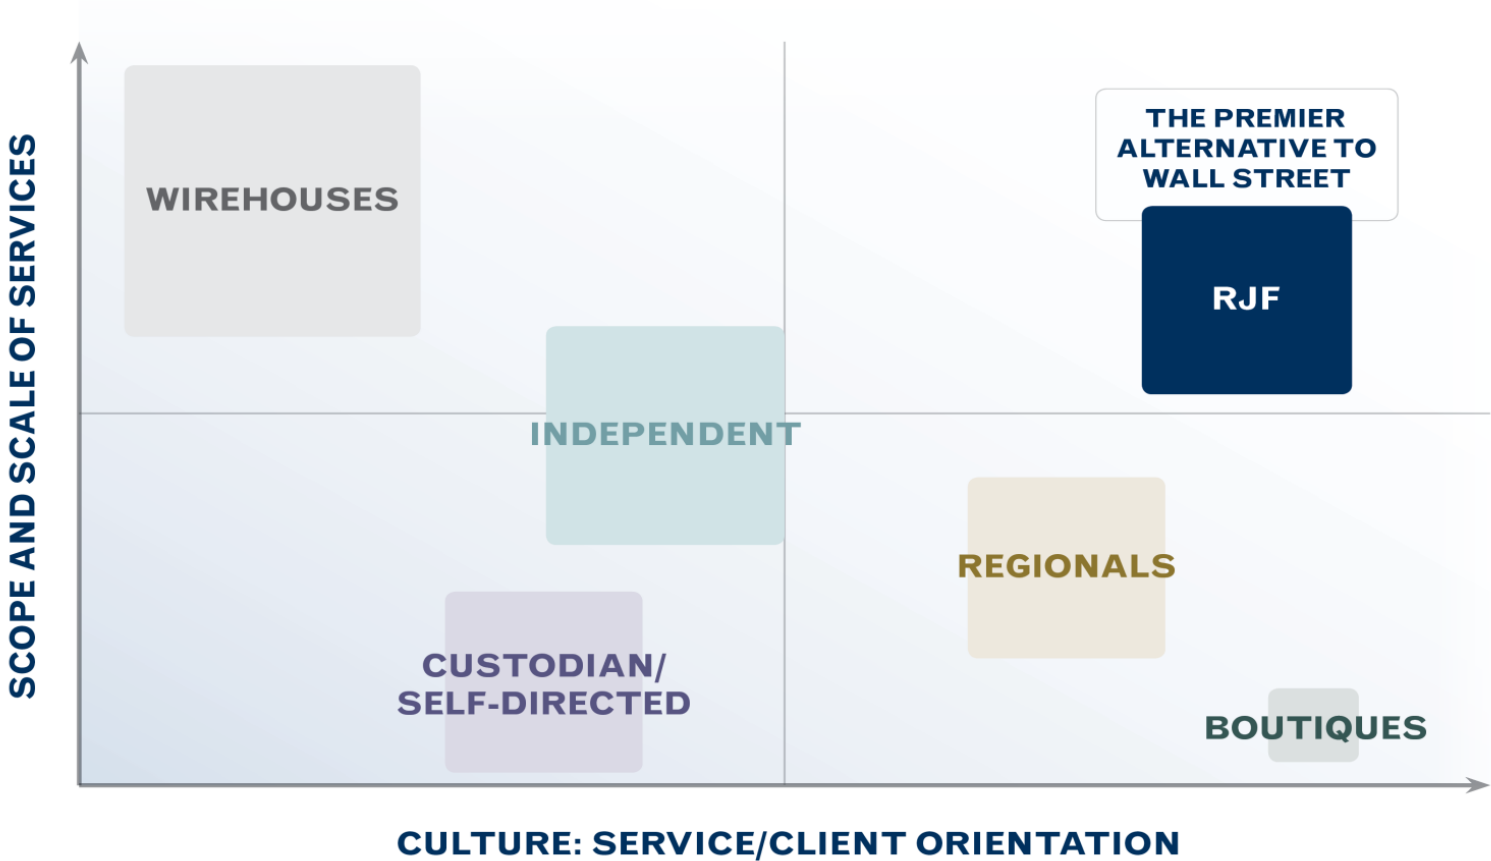 SCOPE AND SCALE OF SERVICES
WIREHOUSES
THE PREMIER
ALTERNATIVE TO
WALL STREET
RJF
INDEPENDENT
REGIONALS
CUSTODIAN/
SELF-DIRECTED
BOUTIQUES
CULTURE: SERVICE/CLIENT ORIENTATION